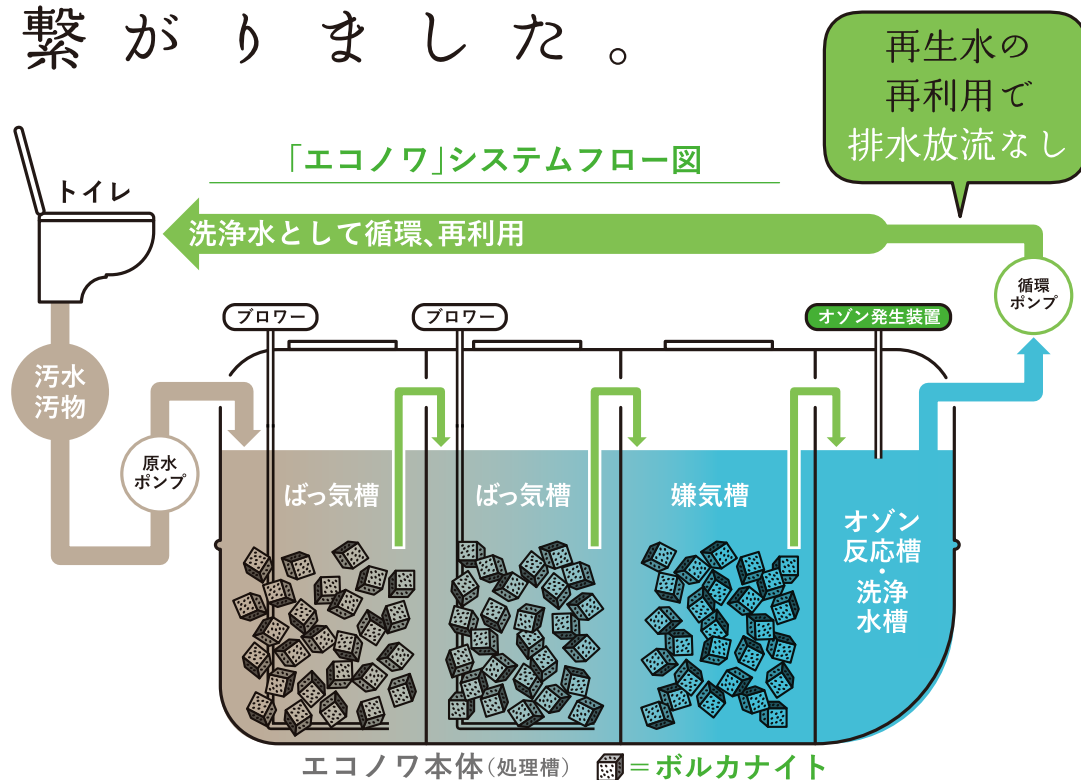 繋がりました。
再生水の
再利用で
排水放流なし
「エコノワ」システムフロー図
トイレ
洗浄水として循環、再利用
循環
ポンプ
ブロワー
ブロワー
オゾン発生装置
汚水
汚物
原水
ポンプ
ばっ気槽
ばっ気槽
嫌気槽
オゾン
反応槽
・
洗浄
水槽
エコノワ本体(処理槽)
=ボルカナイト